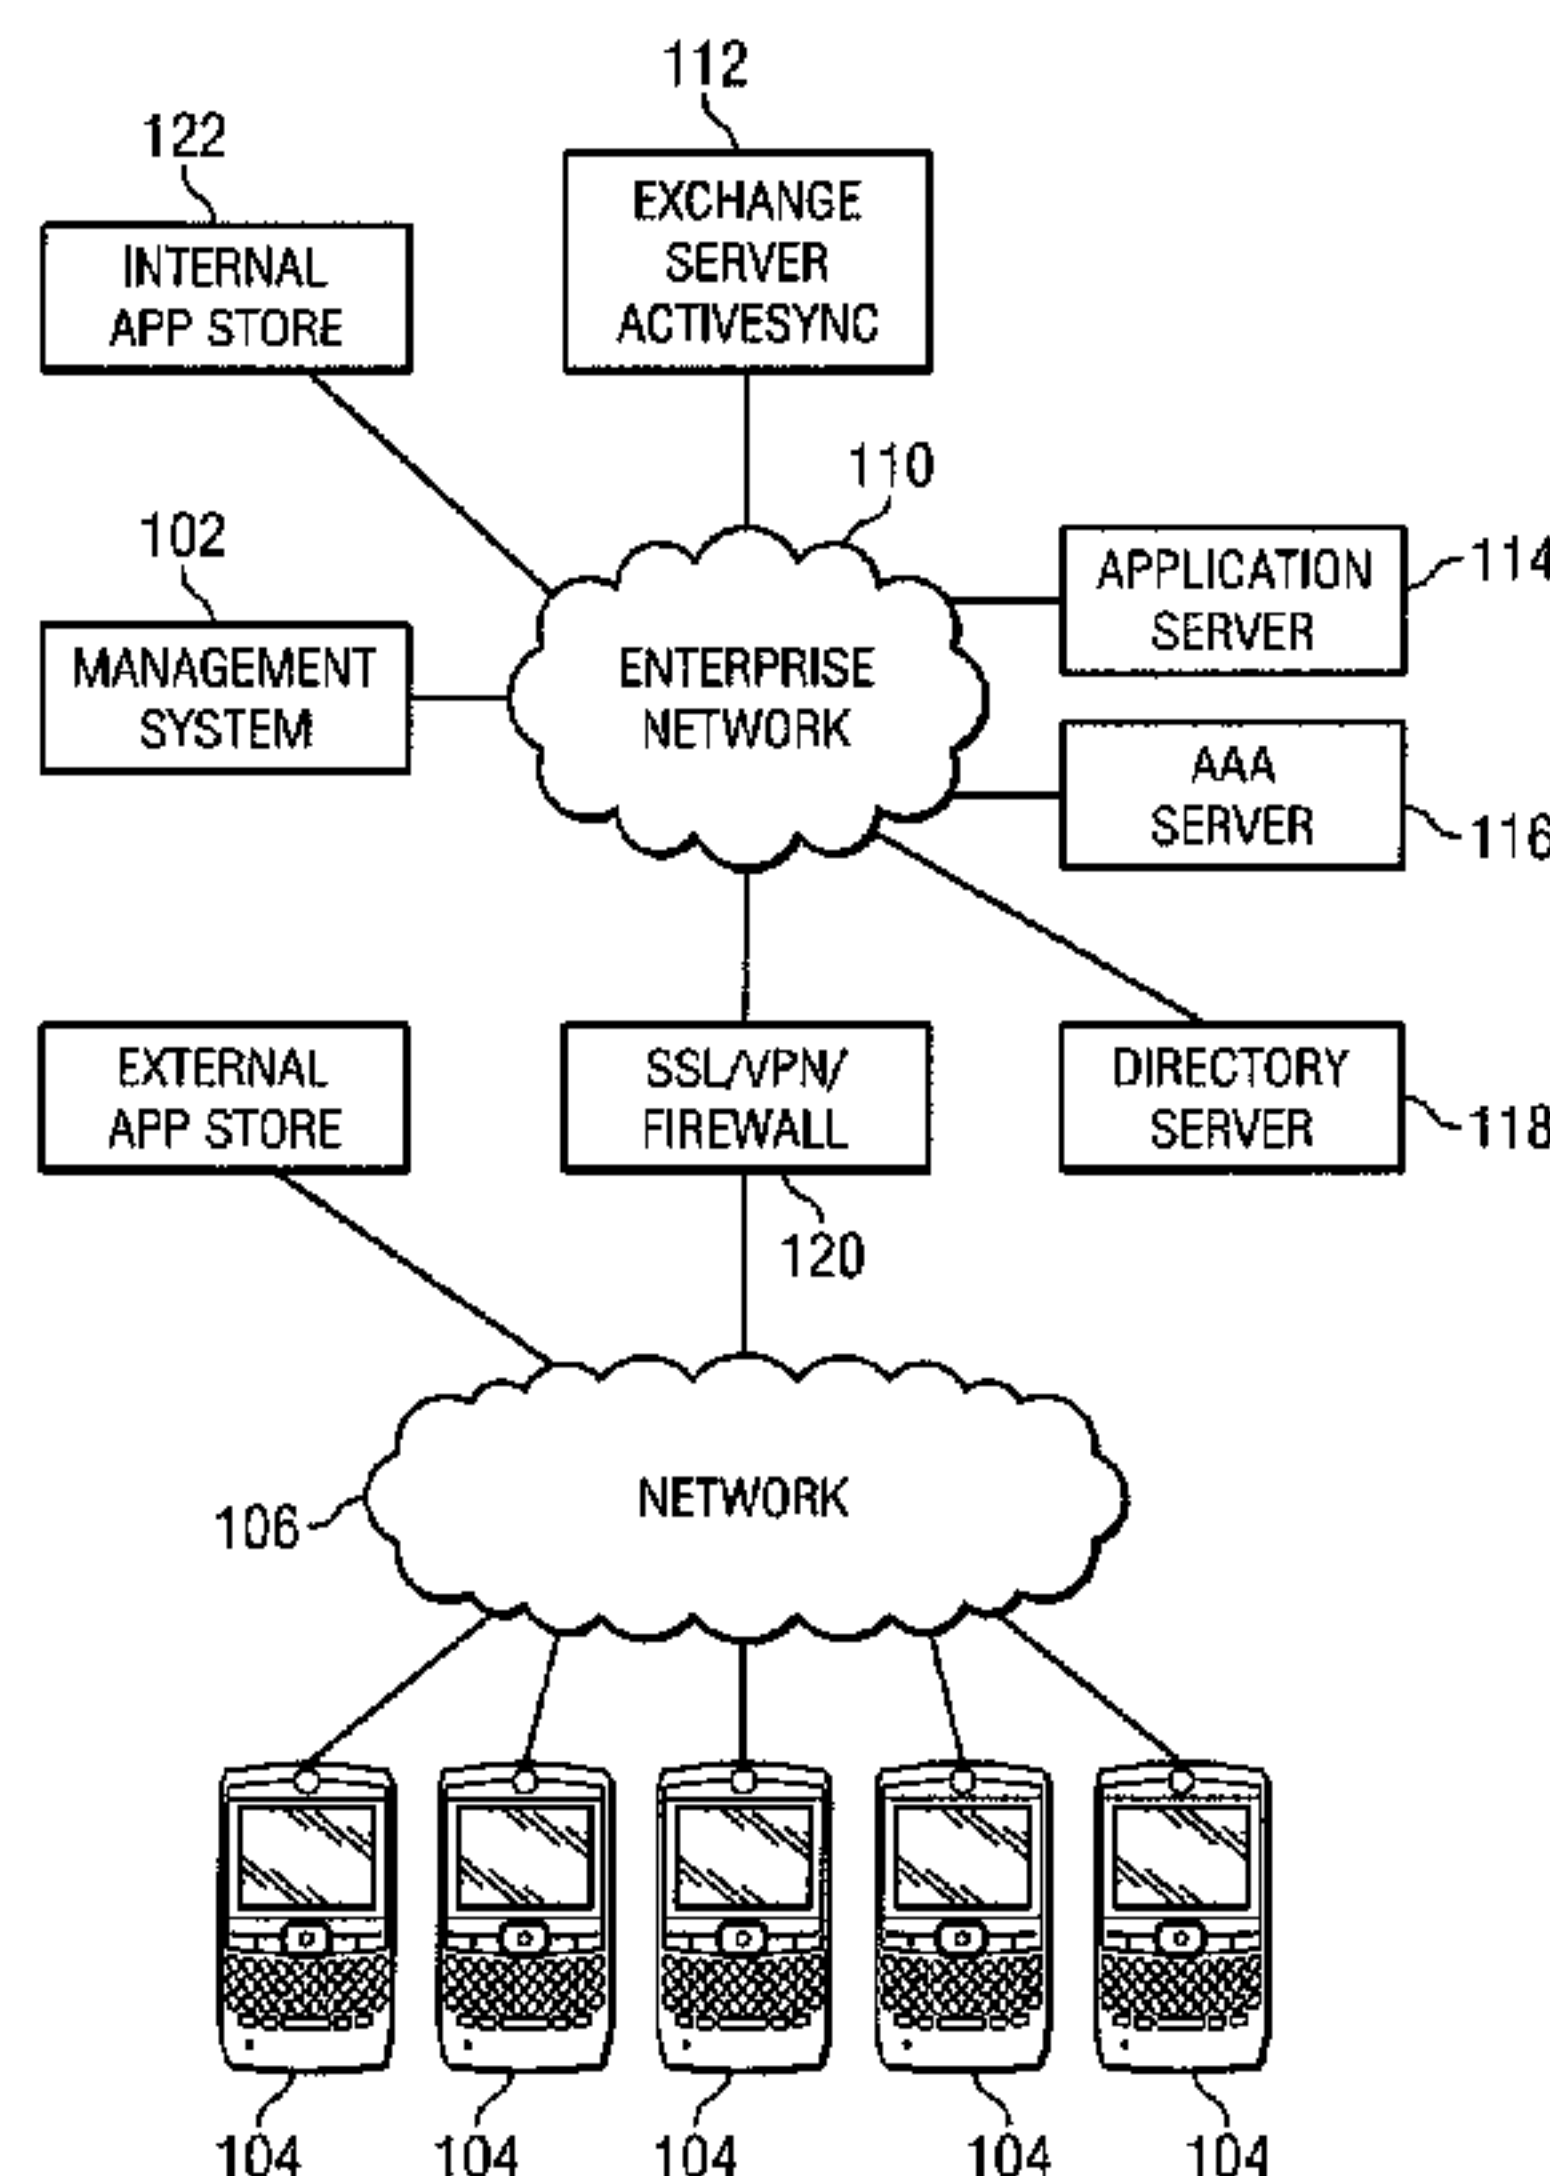 112
122
EXCHANGE
SERVER
ACTIVESYNC
INTERNAL
APP STORE
110
102
APPLICATION
SERVER
114
MANAGEMENT
SYSTEM
ENTERPRISE
NETWORK
AAA
SERVER
116
EXTERNAL
APP STORE
SSL/VPN/
FIREWALL
DIRECTORY
SERVER
118
120
NETWORK
106
104
104
104
104
104